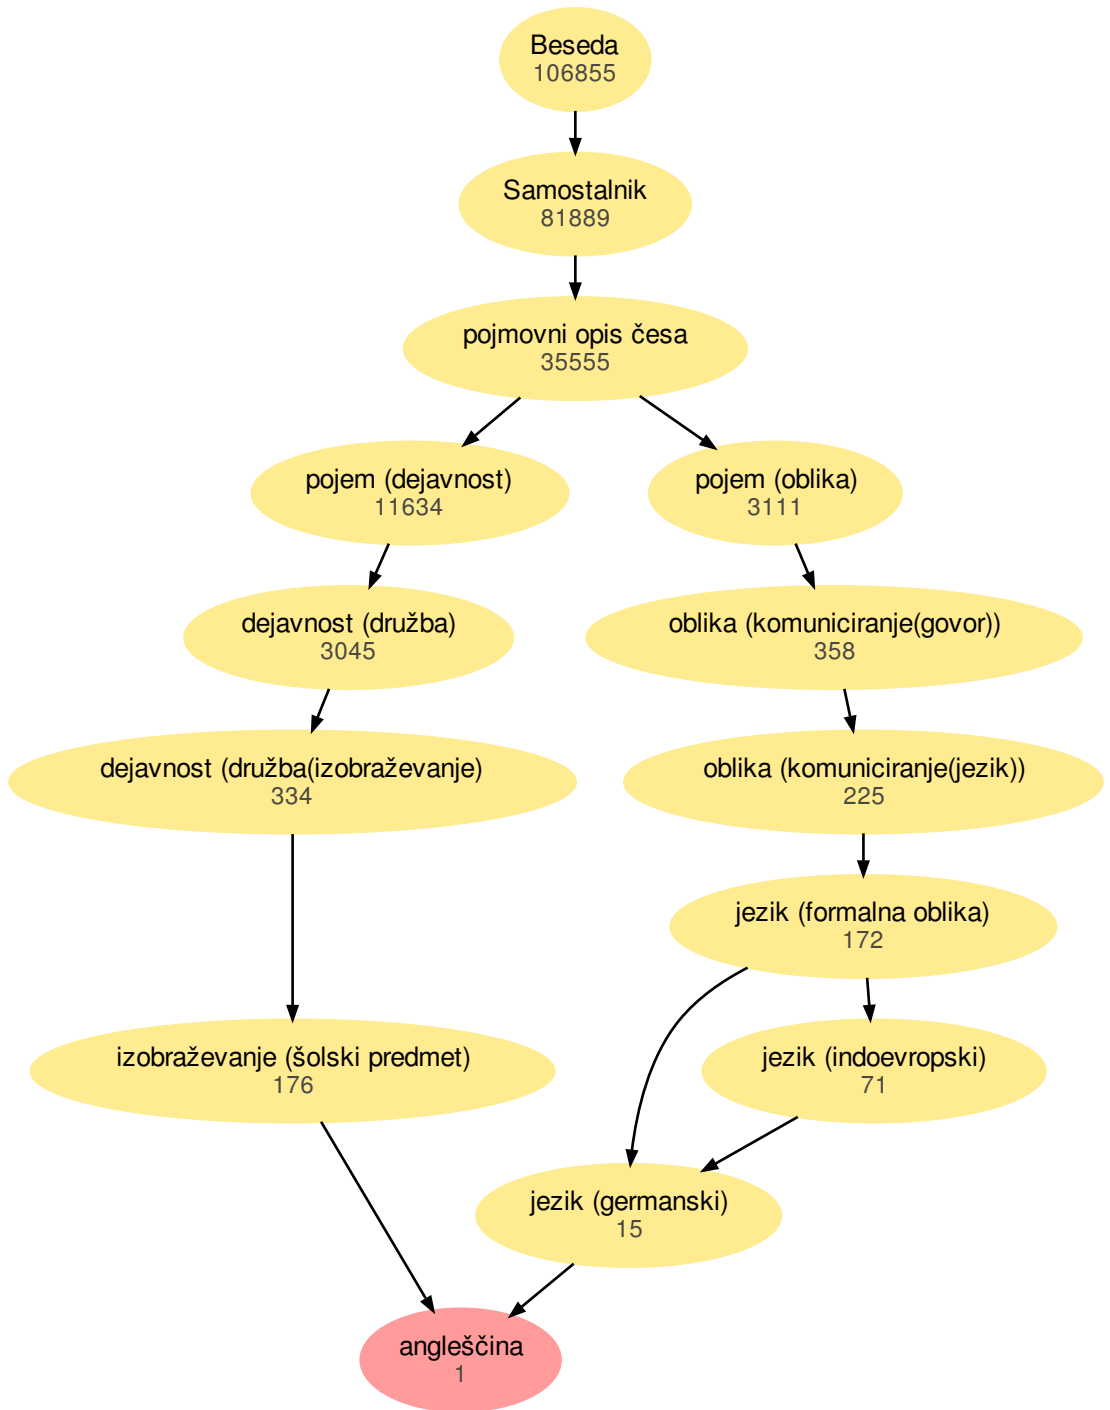 Beseda
106855
Samostalnik
81889
pojmovni opis česa
35555
pojem (dejavnost)
11634
pojem (oblika)
3111
dejavnost (družba)
3045
oblika (komuniciranje(govor))
358
dejavnost (družba(izobraževanje)
334
oblika (komuniciranje(jezik))
225
jezik (formalna oblika)
172
izobraževanje (šolski predmet)
176
jezik (indoevropski)
71
jezik (germanski)
15
angleščina
1